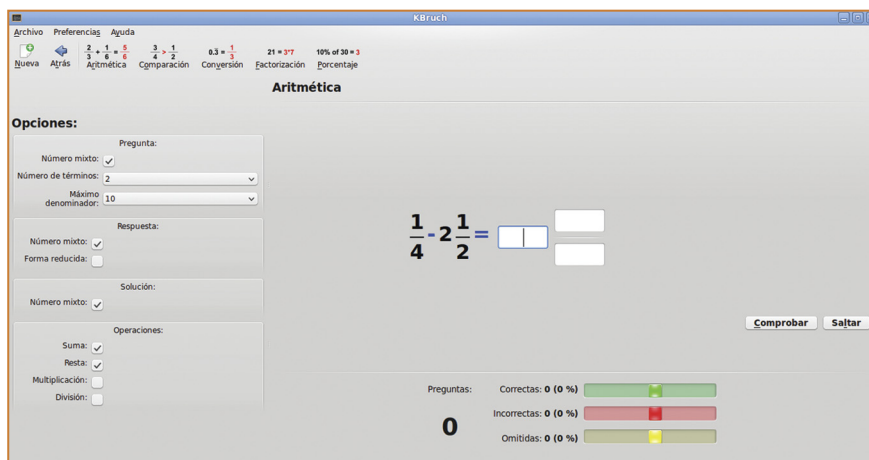 KBruch
Archivo Preferencias Ayuda
2/3 + 1/6 = 5/6 3/4 > 1/2 0.3̄ = 1/3 21 = 3*7 10% of 30 = 3
Nueva Atrás Aritmética Comparación Conversión Factorización Porcentaje
Aritmética
Opciones:
Pregunta:
Número mixto:
Número de términos: 2
Máximo denominador: 10
Respuesta:
Número mixto:
Forma reducida:
Solución:
Número mixto:
Operaciones:
Suma:
Resta:
Multiplicación:
División:
1/4 - 2 1/2 =
Comprobar Saltar
Preguntas:
0
Correctas: 0 (0 %)
Incorrectas: 0 (0 %)
Omitidas: 0 (0 %)